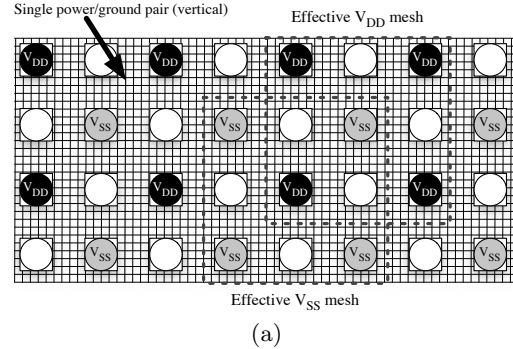 Single power/ground pair (vertical)
Effective VDD mesh
VDD VDD VDD VDD
VSS VSS VSS VSS
VDD VDD VDD VDD
VSS VSS VSS VSS
Effective VSS mesh
(a)